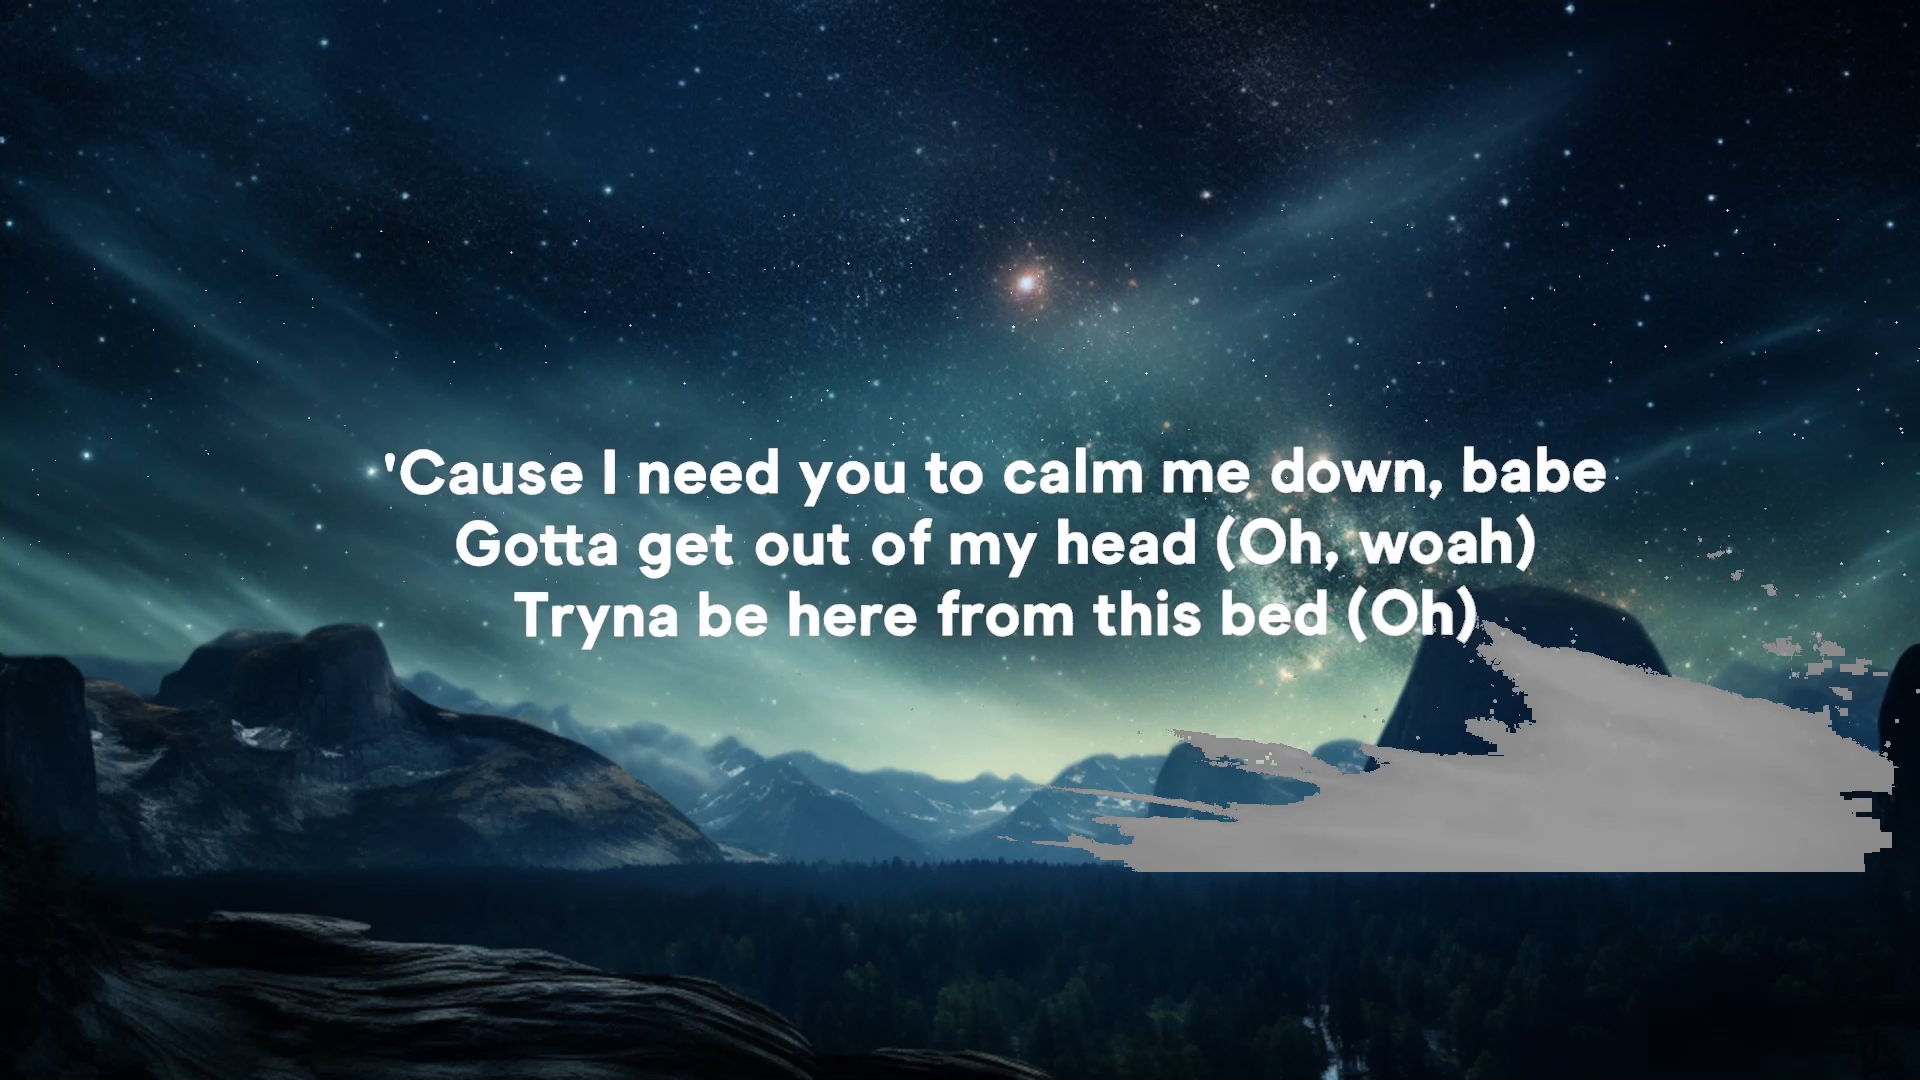 'Cause I need you to calm me down, babe
Gotta get out of my head (Oh, woah)
Tryna be here from this bed (Oh)